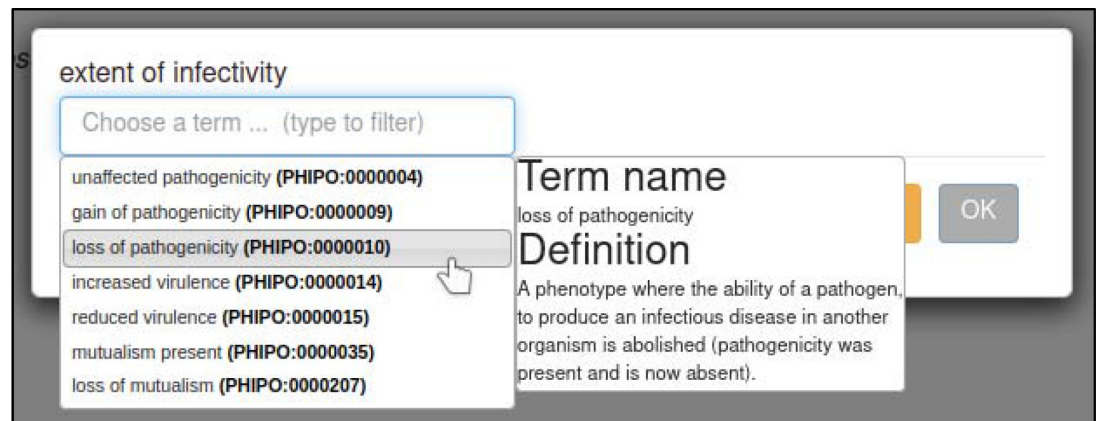 s
extent of infectivity
Choose a term ... (type to filter)
unaffected pathogenicity (PHIPO:0000004)
gain of pathogenicity (PHIPO:0000009)
loss of pathogenicity (PHIPO:0000010)
increased virulence (PHIPO:0000014)
reduced virulence (PHIPO:0000015)
mutualism present (PHIPO:0000035)
loss of mutualism (PHIPO:0000207)
Term name
loss of pathogenicity
Definition
A phenotype where the ability of a pathogen,
to produce an infectious disease in another
organism is abolished (pathogenicity was
present and is now absent).
OK